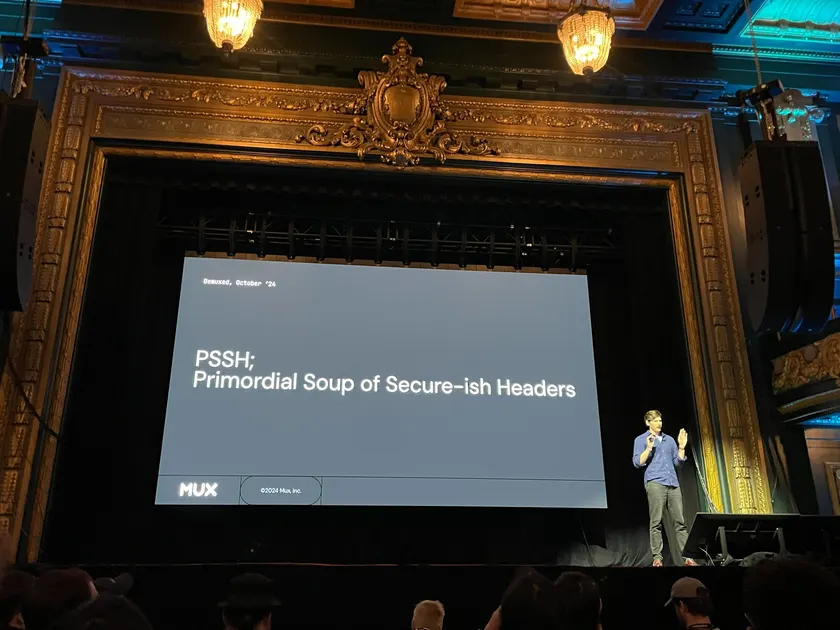 Demuxed, October '24
PSSH;
Primordial Soup of Secure-ish Headers
MUX
©2024 Mux, Inc.